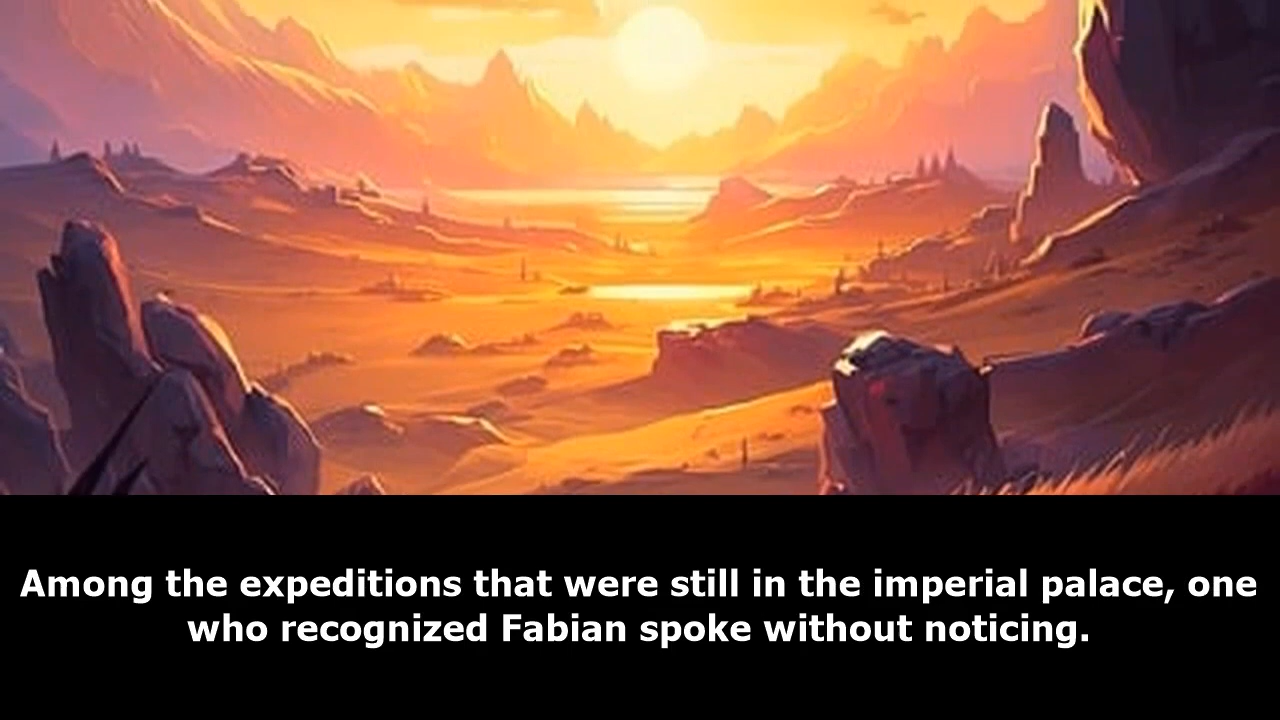 Among the expeditions that were still in the imperial palace, one
who recognized Fabian spoke without noticing.